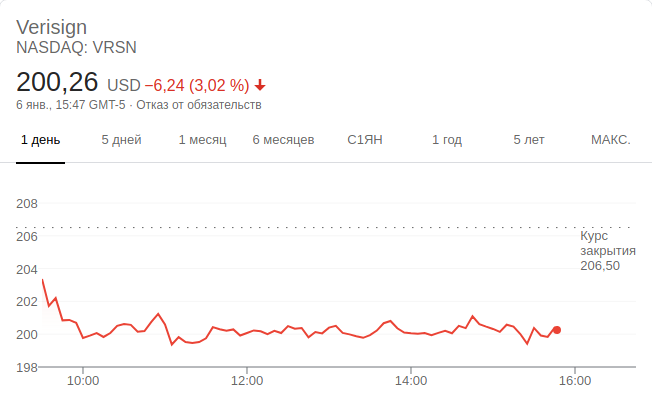 Verisign
NASDAQ: VRSN
200,26 USD −6,24 (3,02 %)
6 янв., 15:47 GMT-5 · Отказ от обязательств
1 день 5 дней 1 месяц 6 месяцев С1ЯН 1 год 5 лет МАКС.
208
206
Курс
закрытия
206,50
204
202
200
198
10:00 12:00 14:00 16:00